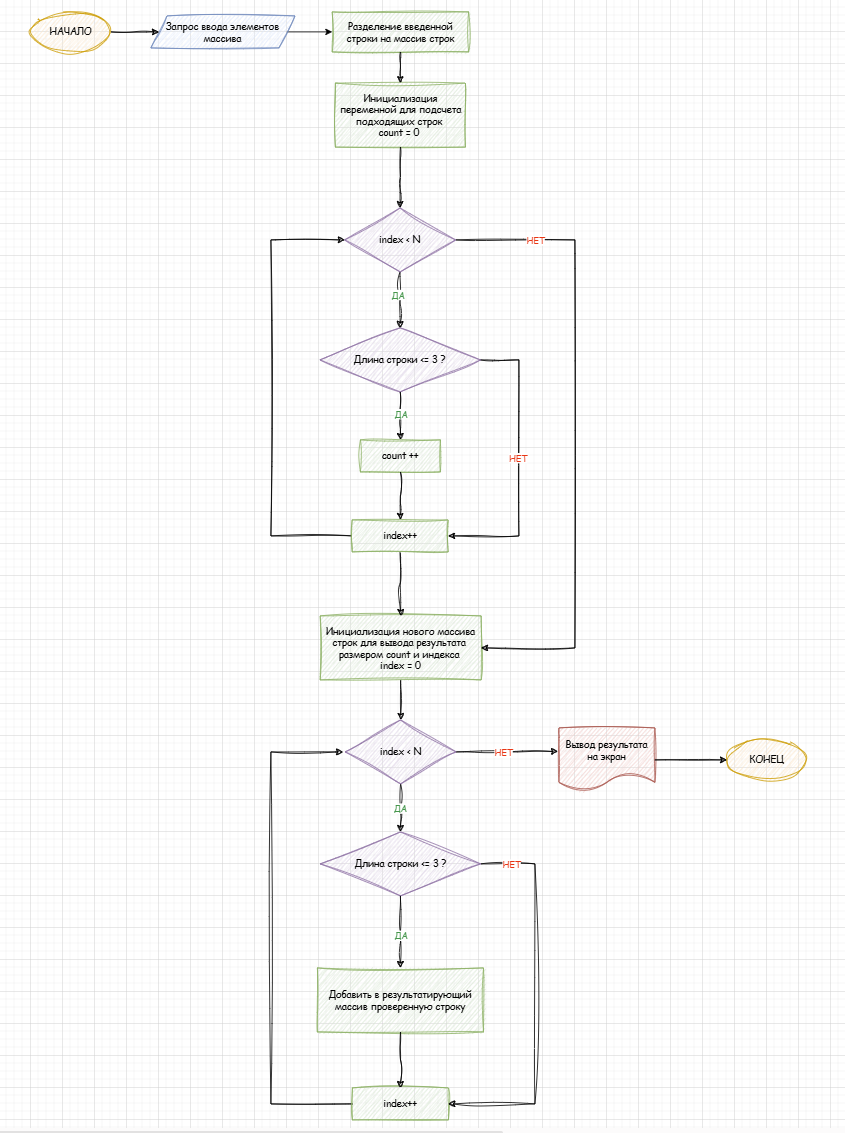 НАЧАЛО
Запрос ввода элементов
массива
Разделение введенной
строки на массив строк
Инициализация
переменной для подсчета
подходящих строк
count = 0
index < N
НЕТ
ДА
Длина строки <= 3 ?
ДА
count ++
НЕТ
index++
Инициализация нового массива
строк для вывода результата
размером count и индекса
index = 0
index < N
НЕТ
Вывод результата
на экран
КОНЕЦ
ДА
Длина строки <= 3 ?
НЕТ
ДА
Добавить в результатирующий
массив проверенную строку
index++